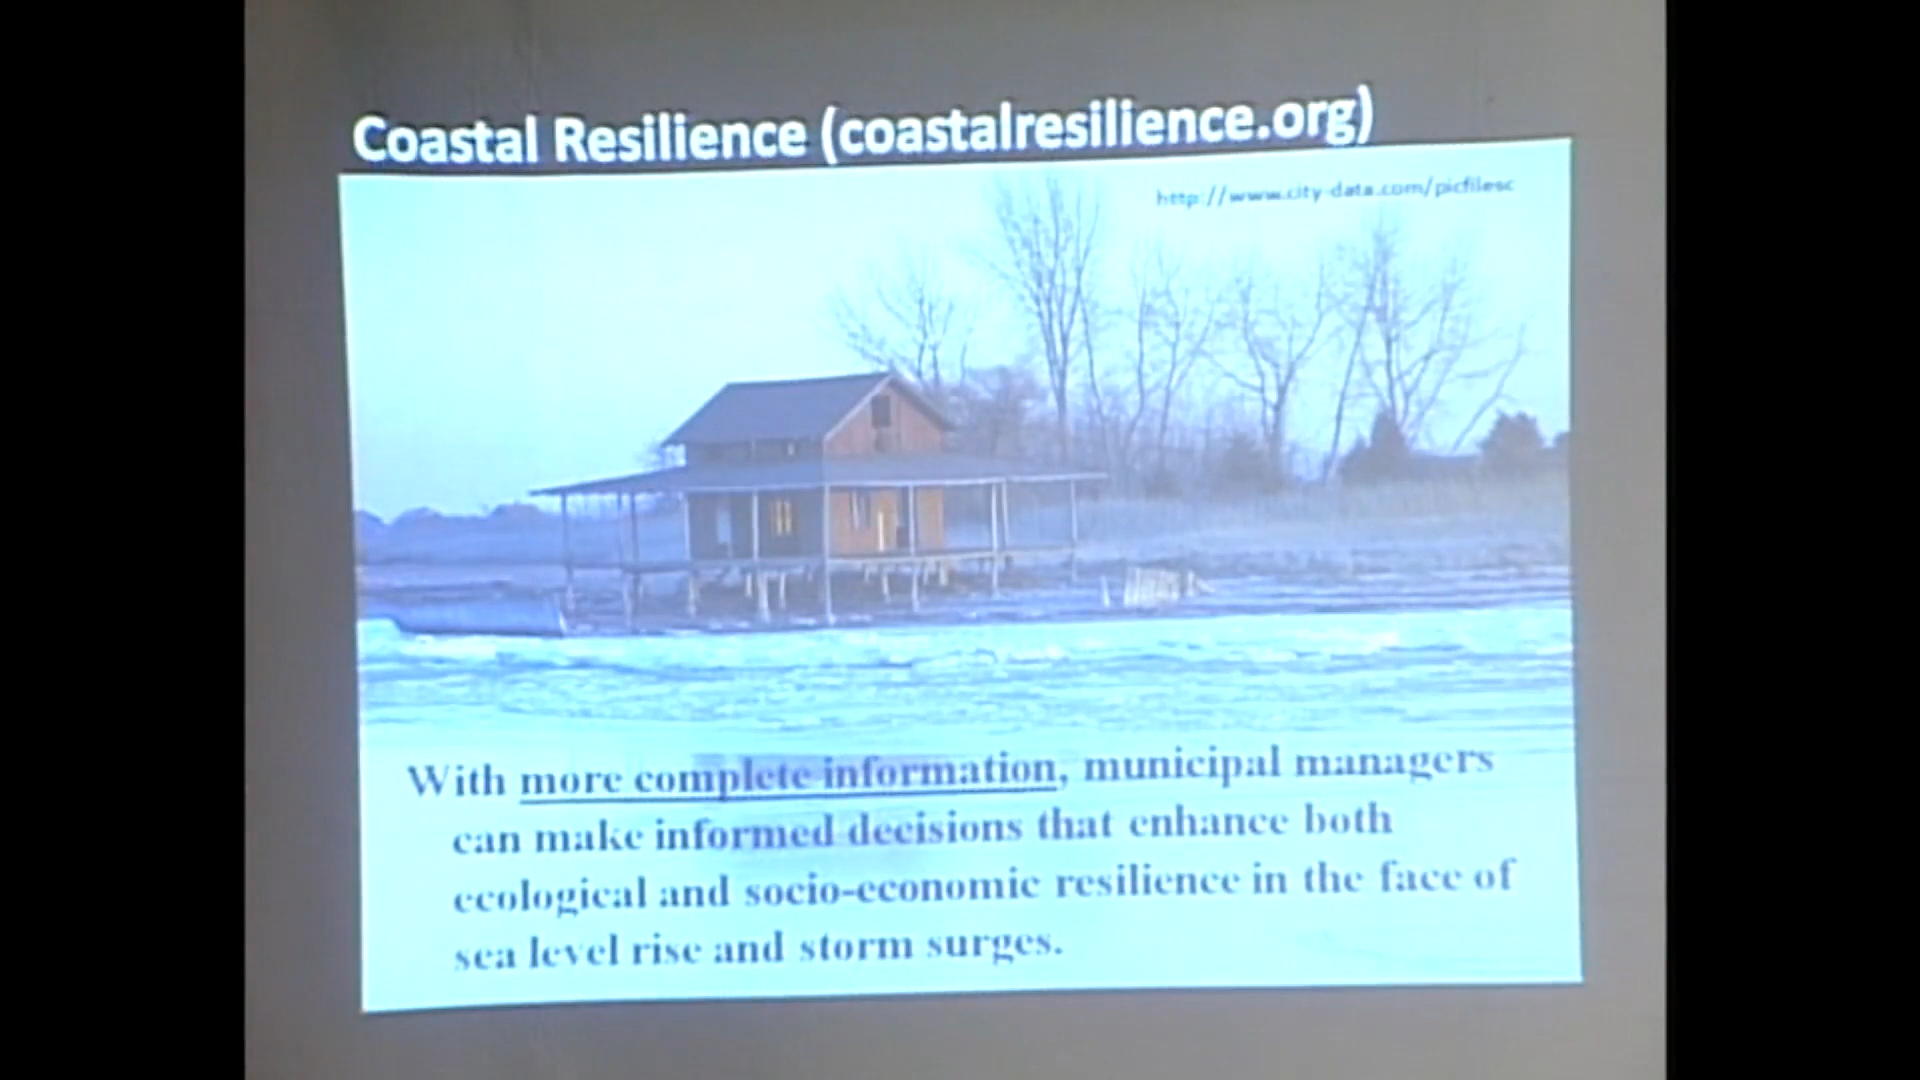 Coastal Resilience (coastalresilience.org)
http://www.city-data.com/picfilesc
With more complete information, municipal managers
can make informed decisions that enhance both
ecological and socio-economic resilience in the face of
sea level rise and storm surges.